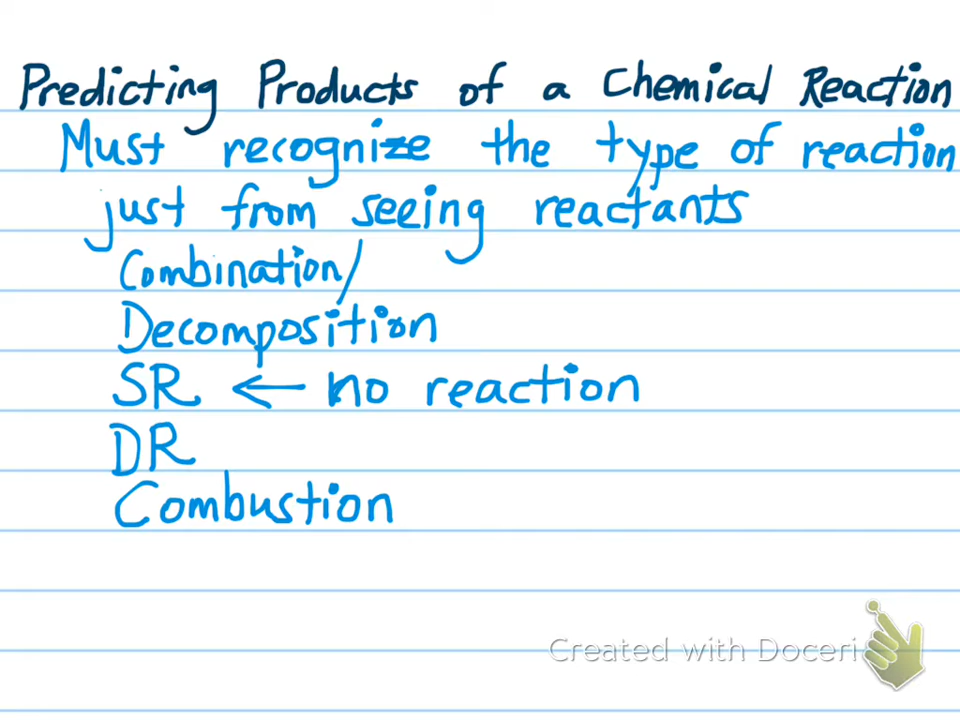 Predicting Products of a Chemical Reaction
Must recognize the type of reaction
just from seeing reactants
Combination/
Decomposition
SR ← no reaction
DR
Combustion
Created with Doceri